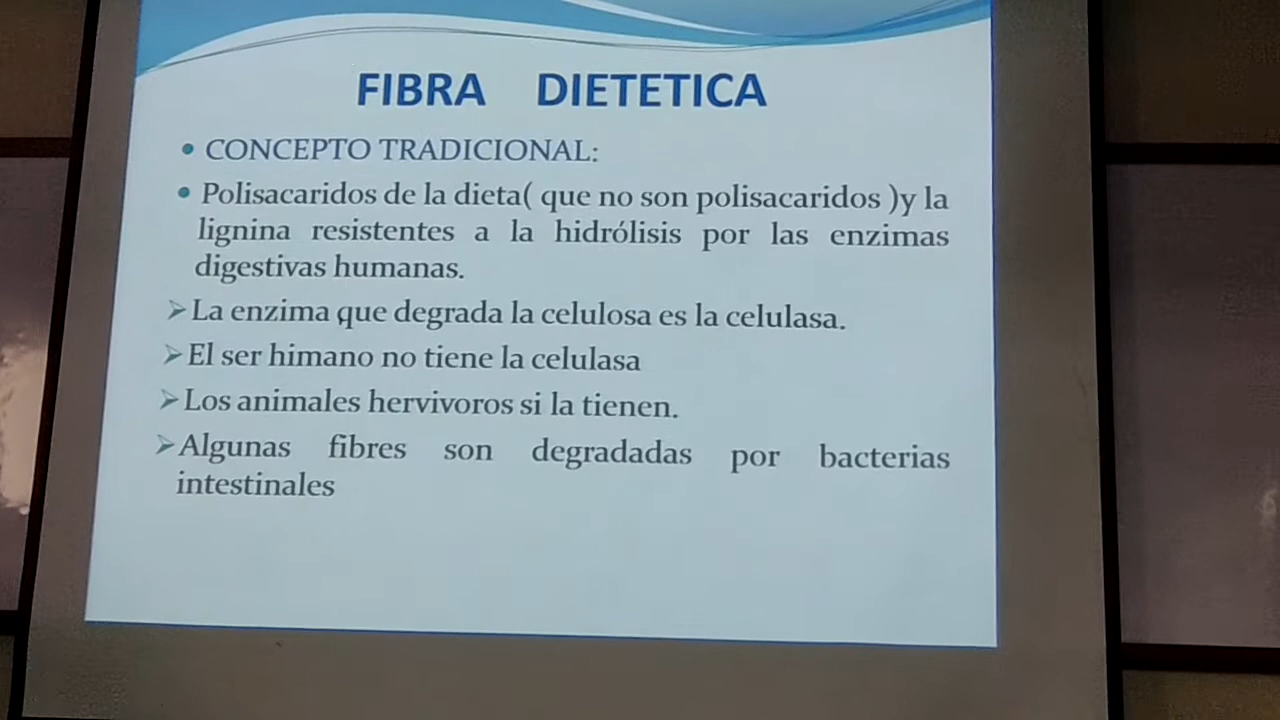 FIBRA DIETETICA
• CONCEPTO TRADICIONAL:
• Polisacaridos de la dieta( que no son polisacaridos )y la
lignina resistentes a la hidrólisis por las enzimas
digestivas humanas.
➢La enzima que degrada la celulosa es la celulasa.
➢El ser himano no tiene la celulasa
➢Los animales hervivoros si la tienen.
➢Algunas fibres son degradadas por bacterias
intestinales